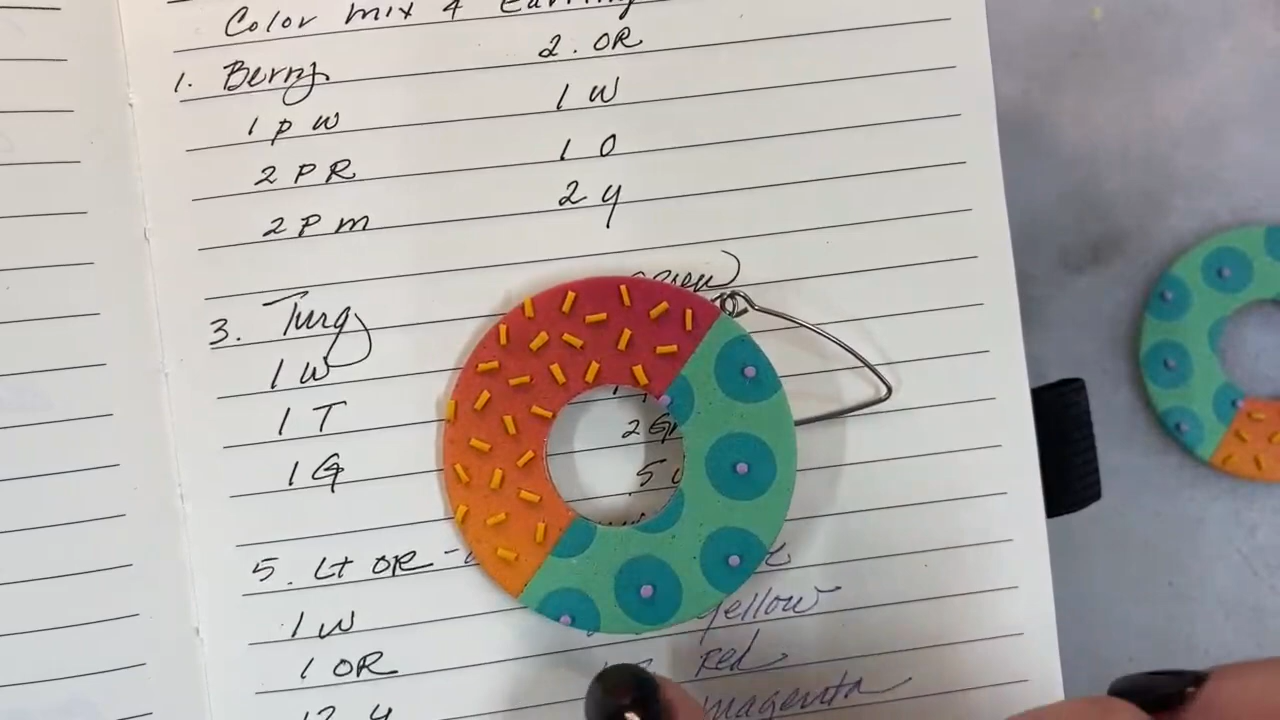 Color mix 4 Earring
1. Berry
1 p W
2 P R
2 P m
2. OR
1 W
1 O
2 y
3. Turq
1 W
1 T
1 G
5. Lt OR -
1 W
1 OR
yellow
red
magenta